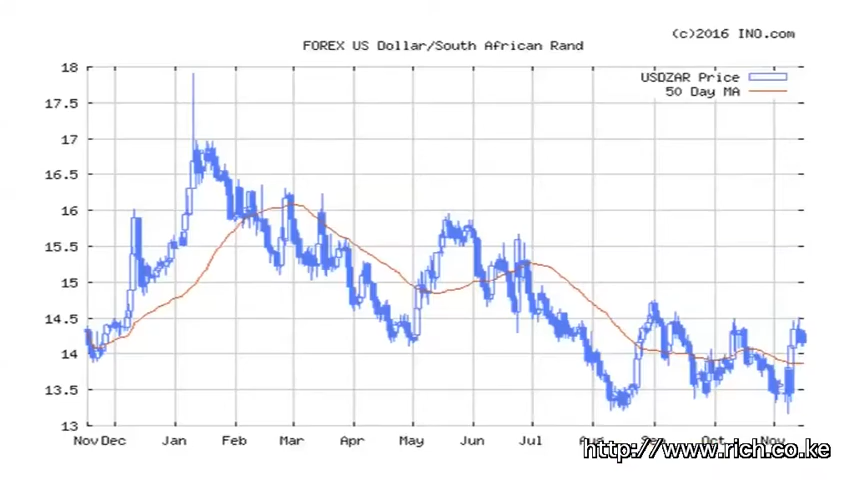 (c)2016 INO.com
FOREX US Dollar/South African Rand
USDZAR Price
50 Day MA
18
17.5
17
16.5
16
15.5
15
14.5
14
13.5
13
Nov Dec Jan Feb Mar Apr May Jun Jul Aug Sep Oct Nov
http://www.rich.co.ke